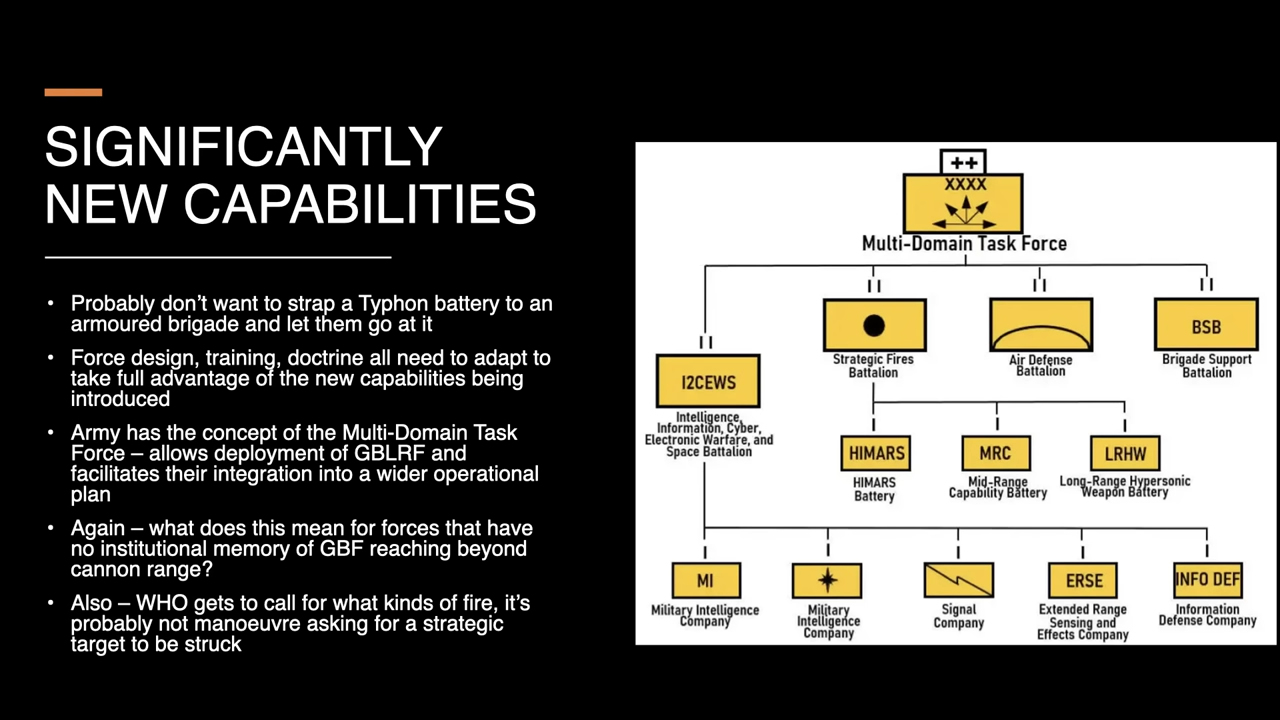 SIGNIFICANTLY
NEW CAPABILITIES
• Probably don’t want to strap a Typhon battery to an
armoured brigade and let them go at it
• Force design, training, doctrine all need to adapt to
take full advantage of the new capabilities being
introduced
• Army has the concept of the Multi-Domain Task
Force – allows deployment of GBLRF and
facilitates their integration into a wider operational
plan
• Again – what does this mean for forces that have
no institutional memory of GBF reaching beyond
cannon range?
• Also – WHO gets to call for what kinds of fire, it’s
probably not manoeuvre asking for a strategic
target to be struck
++
XXXX
Multi-Domain Task Force
I I
I2CEWS
Intelligence,
Information, Cyber,
Electronic Warfare, and
Space Battalion
I I
Strategic Fires
Battalion
I I
Air Defense
Battalion
I I
BSB
Brigade Support
Battalion
I
HIMARS
HIMARS
Battery
I
MRC
Mid-Range
Capability Battery
I
LRHW
Long-Range Hypersonic
Weapon Battery
I
MI
Military Intelligence
Company
I
Military
Intelligence
Company
I
Signal
Company
I
ERSE
Extended Range
Sensing and
Effects Company
I
INFO DEF
Information
Defense Company